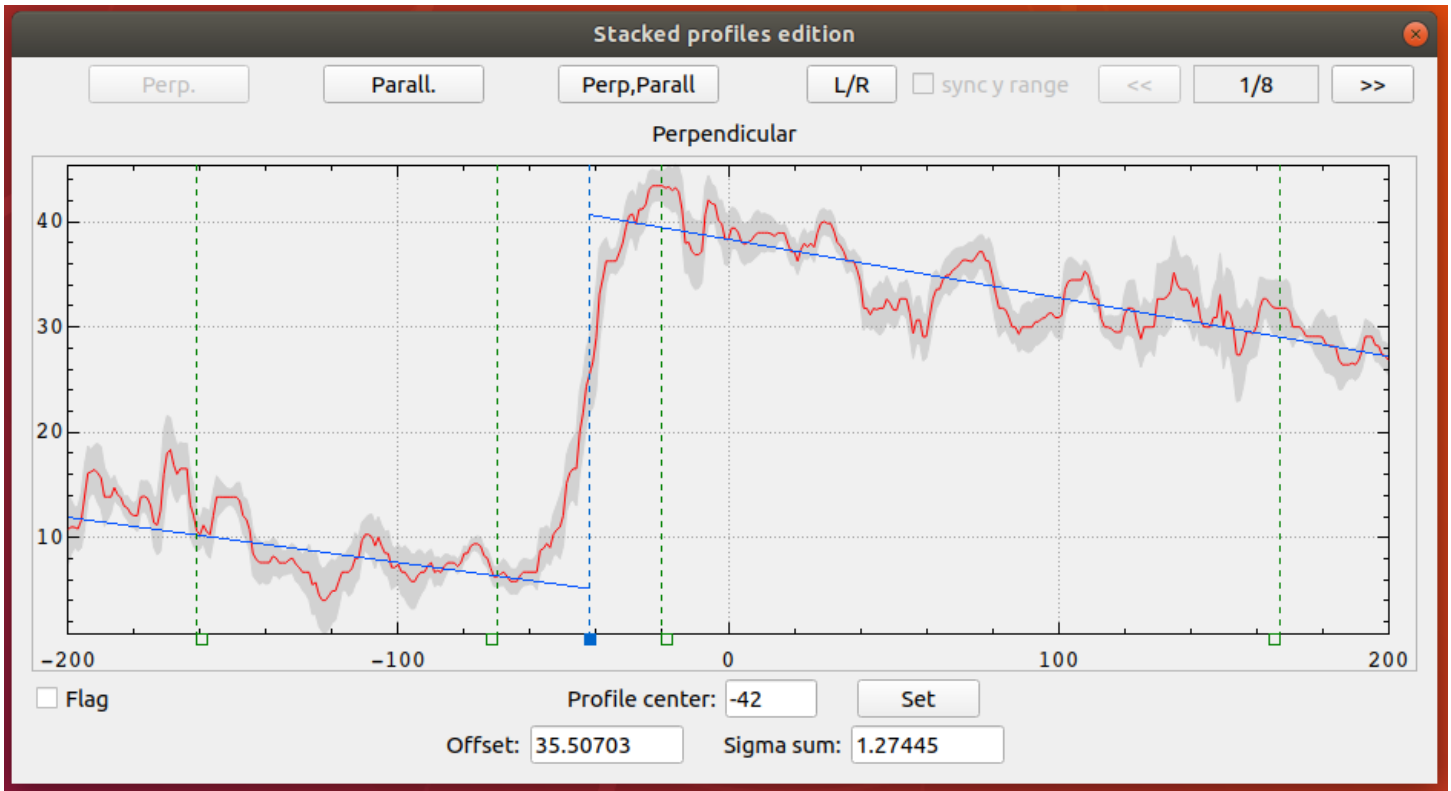 Stacked profiles edition
Perp. Parall. Perp,Parall L/R sync y range << 1/8 >>
Perpendicular
40
30
20
10
-200 -100 0 100 200
Flag Profile center: -42 Set
Offset: 35.50703 Sigma sum: 1.27445